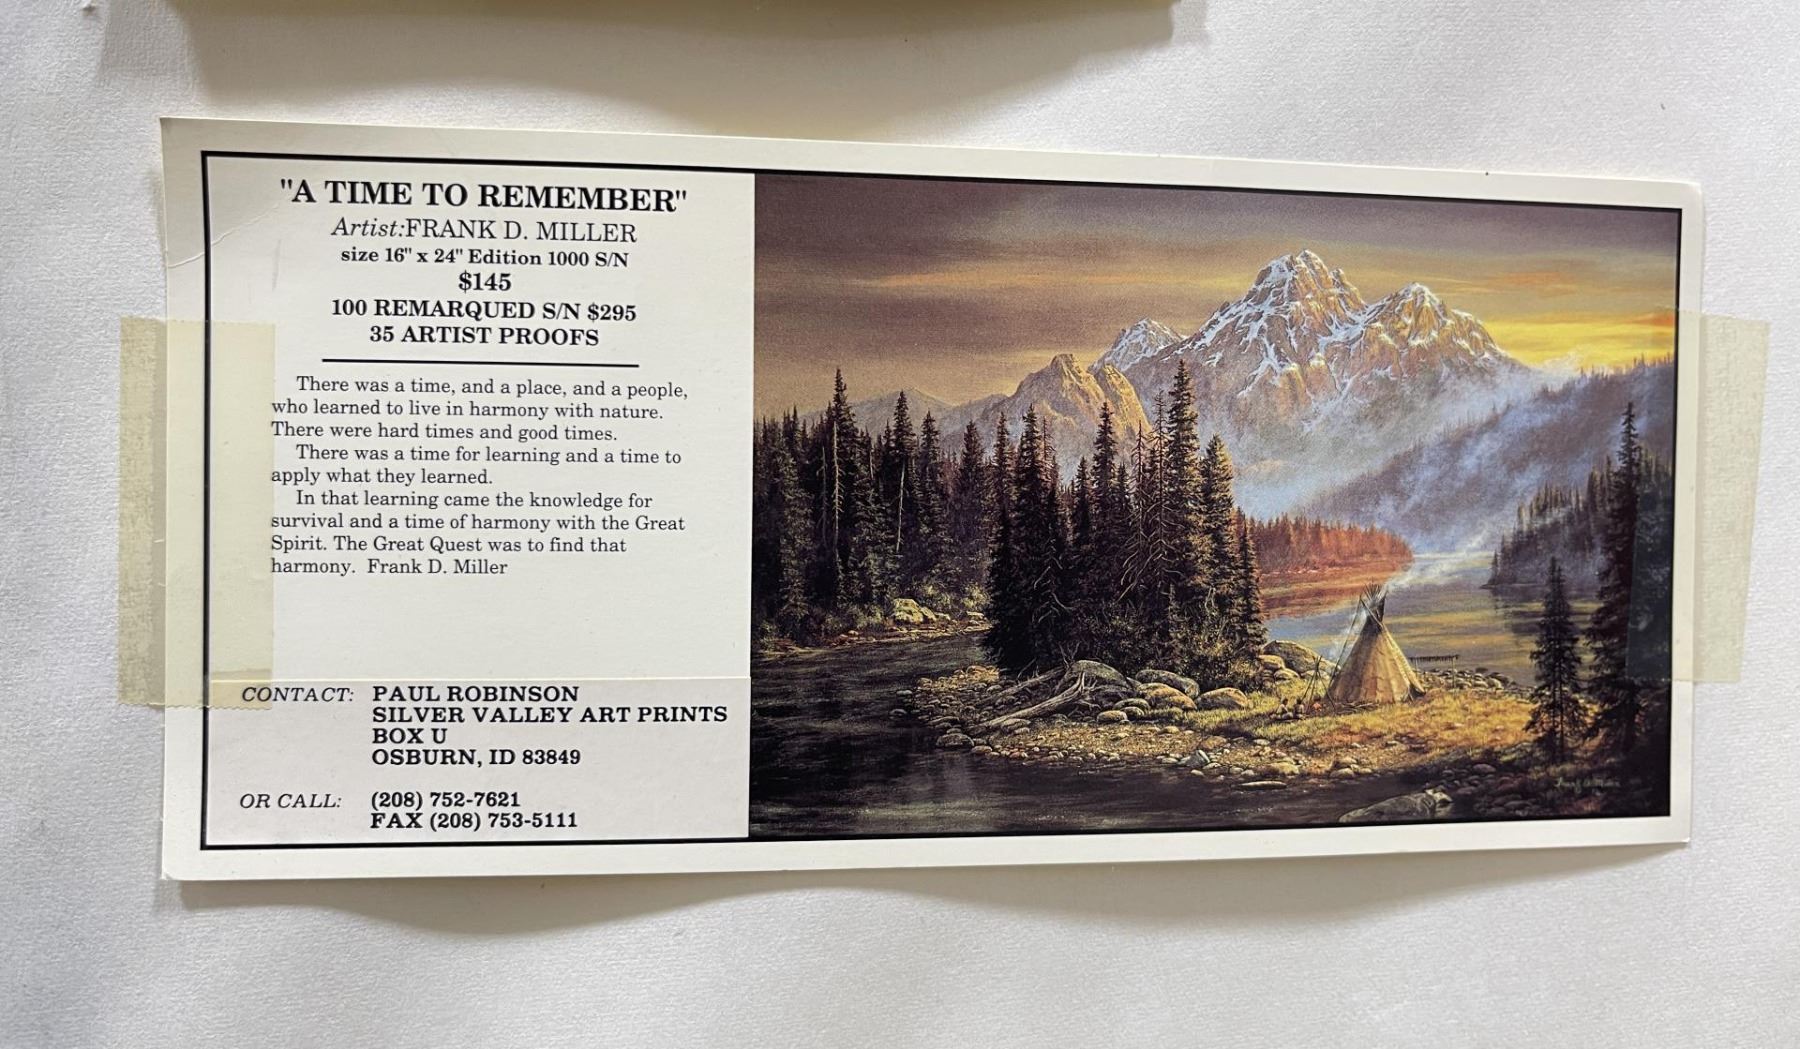 "A TIME TO REMEMBER"
Artist:FRANK D. MILLER
size 16" x 24" Edition 1000 S/N
$145
100 REMARQUED S/N $295
35 ARTIST PROOFS
There was a time, and a place, and a people,
who learned to live in harmony with nature.
There were hard times and good times.
There was a time for learning and a time to
apply what they learned.
In that learning came the knowledge for
survival and a time of harmony with the Great
Spirit. The Great Quest was to find that
harmony. Frank D. Miller
CONTACT: PAUL ROBINSON
SILVER VALLEY ART PRINTS
BOX U
OSBURN, ID 83849
OR CALL: (208) 752-7621
FAX (208) 753-5111